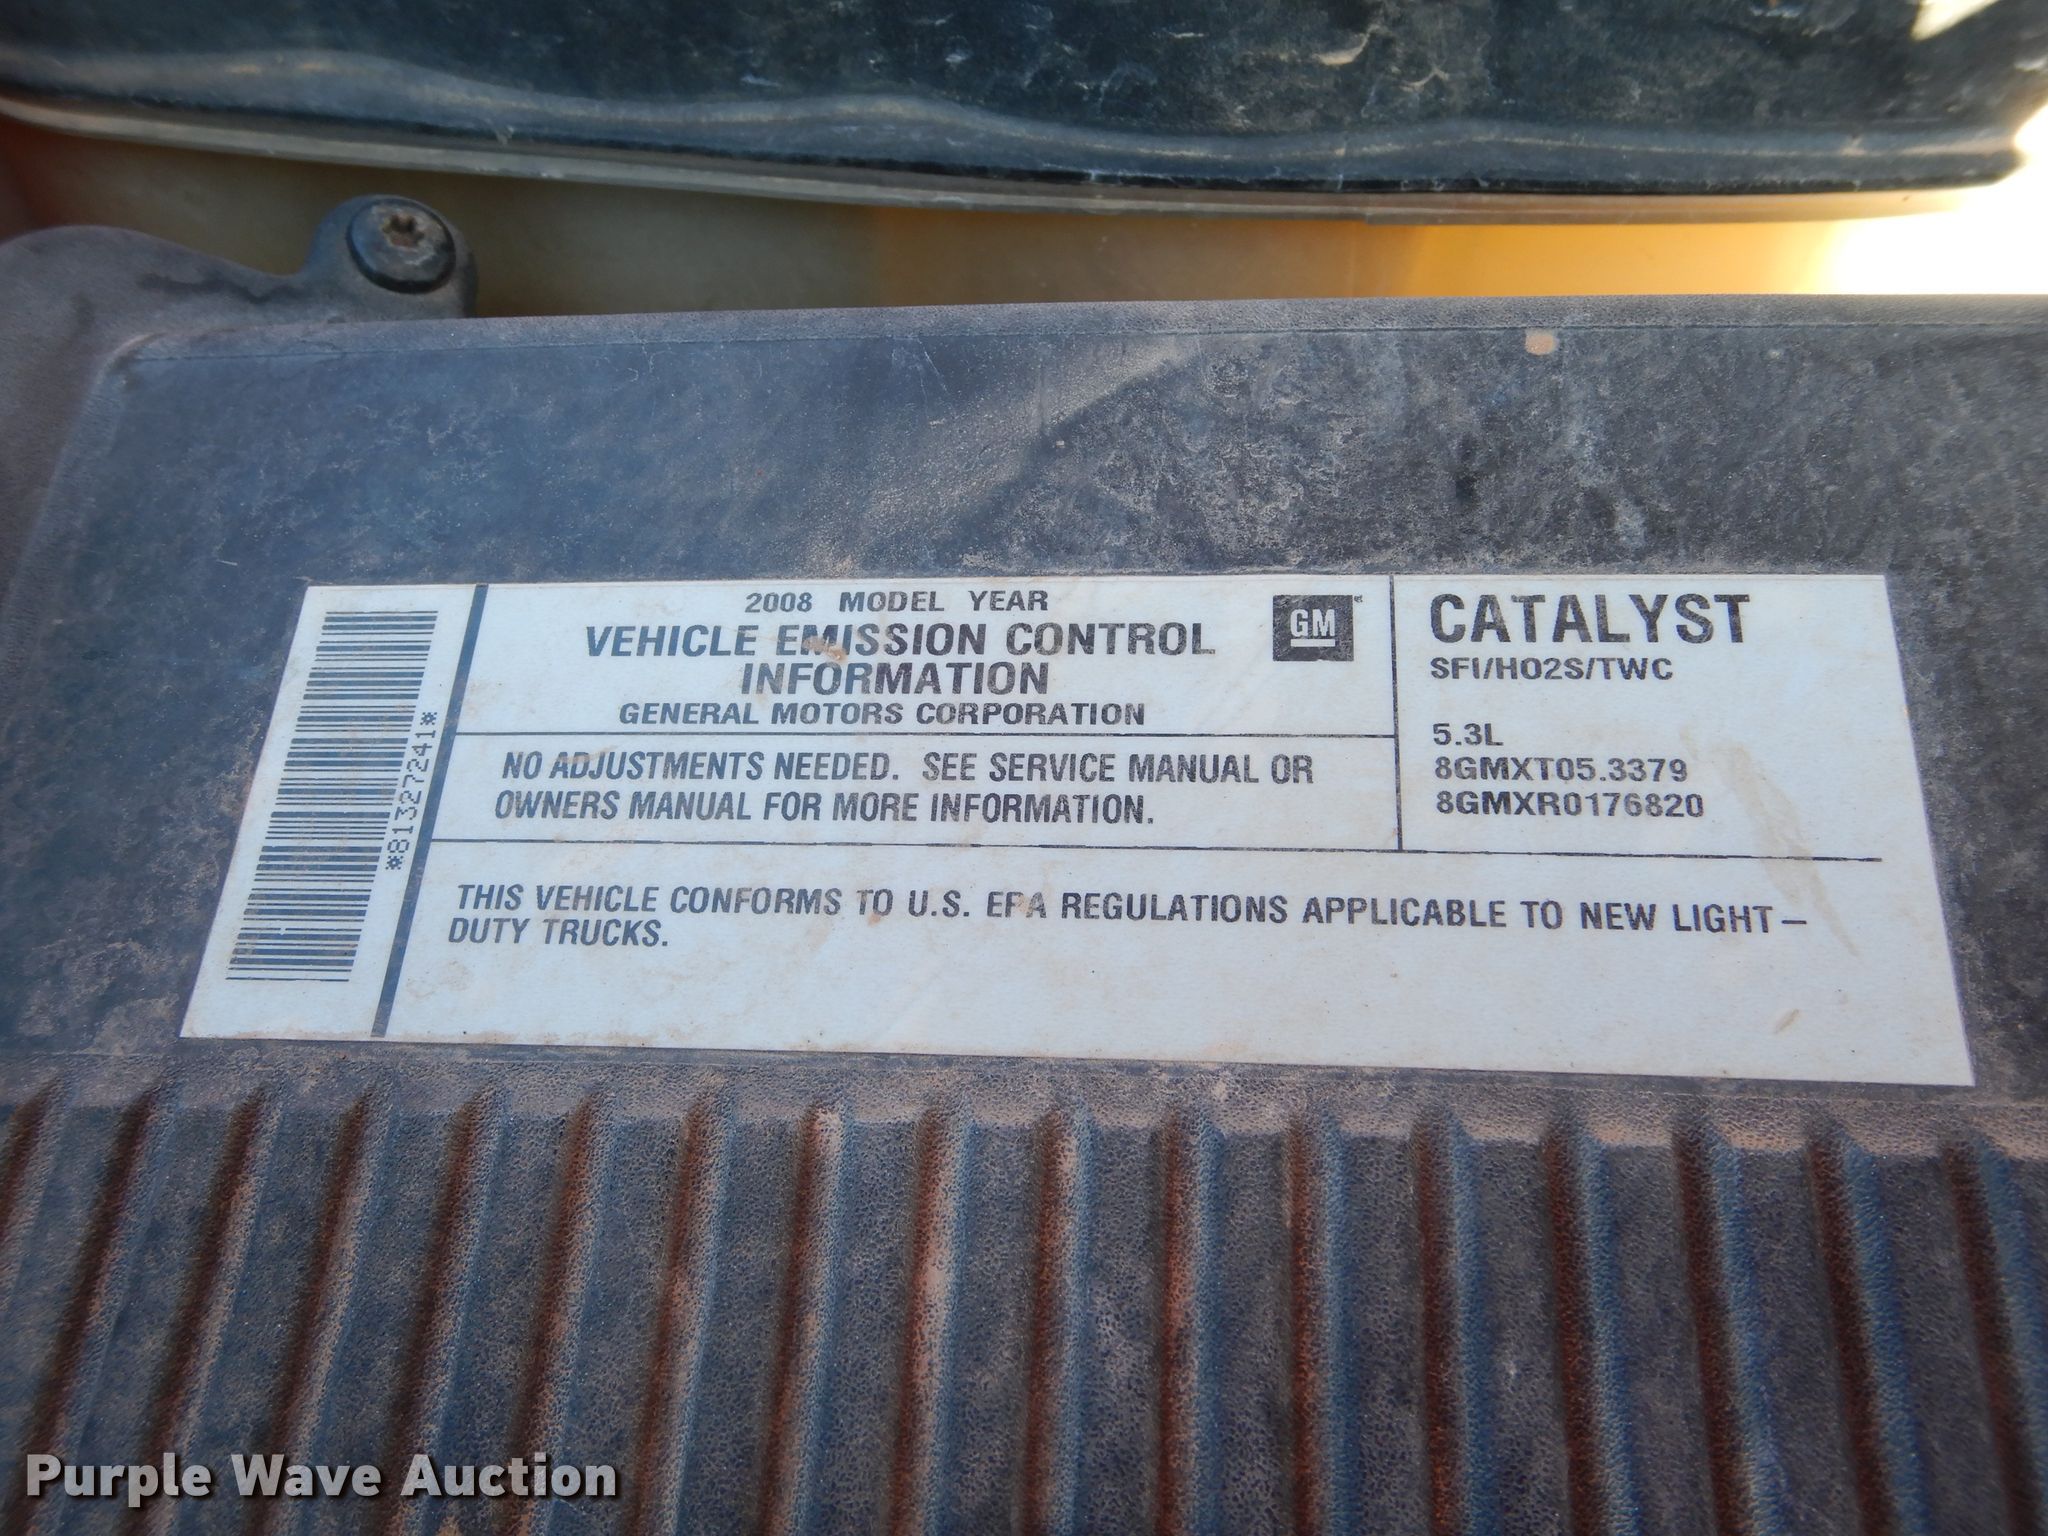 2008 MODEL YEAR
VEHICLE EMISSION CONTROL
INFORMATION
GENERAL MOTORS CORPORATION
GM
CATALYST
SFI/HO2S/TWC
5.3L
8GMXT05.3379
8GMXR0176820
NO ADJUSTMENTS NEEDED. SEE SERVICE MANUAL OR
OWNERS MANUAL FOR MORE INFORMATION.
*81327241*
THIS VEHICLE CONFORMS TO U.S. EPA REGULATIONS APPLICABLE TO NEW LIGHT-
DUTY TRUCKS.
Purple Wave Auction